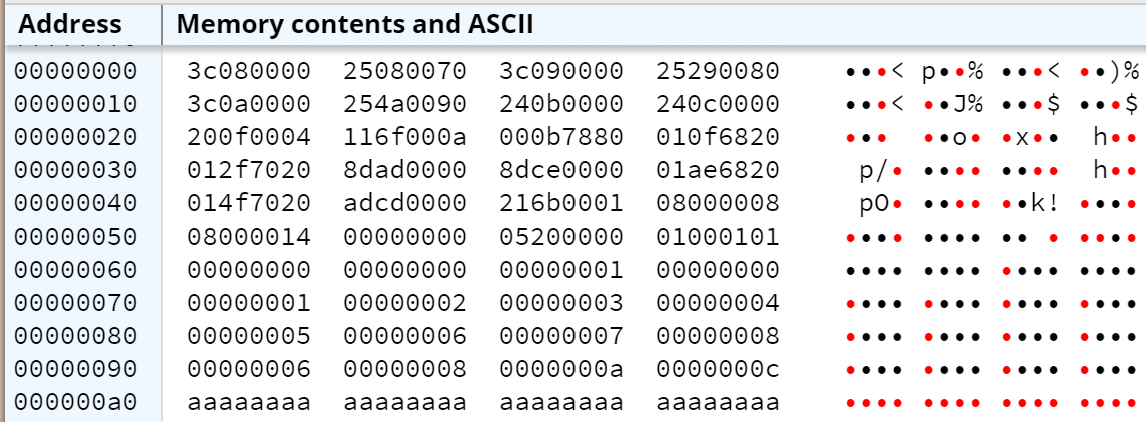 Address Memory contents and ASCII
00000000 3c080000 25080070 3c090000 25290080 •••< p••% •••< ••)%
00000010 3c0a0000 254a0090 240b0000 240c0000 •••< ••J% •••$ •••$
00000020 200f0004 116f000a 000b7880 010f6820 ••• ••o• •x•• h••
00000030 012f7020 8dad0000 8dce0000 01ae6820 p/• •••• •••• h••
00000040 014f7020 adcd0000 216b0001 08000008 pO• •••• ••k! ••••
00000050 08000014 00000000 05200000 01000101 •••• •••• •• • ••••
00000060 00000000 00000000 00000001 00000000 •••• •••• •••• ••••
00000070 00000001 00000002 00000003 00000004 •••• •••• •••• ••••
00000080 00000005 00000006 00000007 00000008 •••• •••• •••• ••••
00000090 00000006 00000008 0000000a 0000000c •••• •••• •••• ••••
000000a0 aaaaaaaa aaaaaaaa aaaaaaaa aaaaaaaa •••• •••• •••• ••••